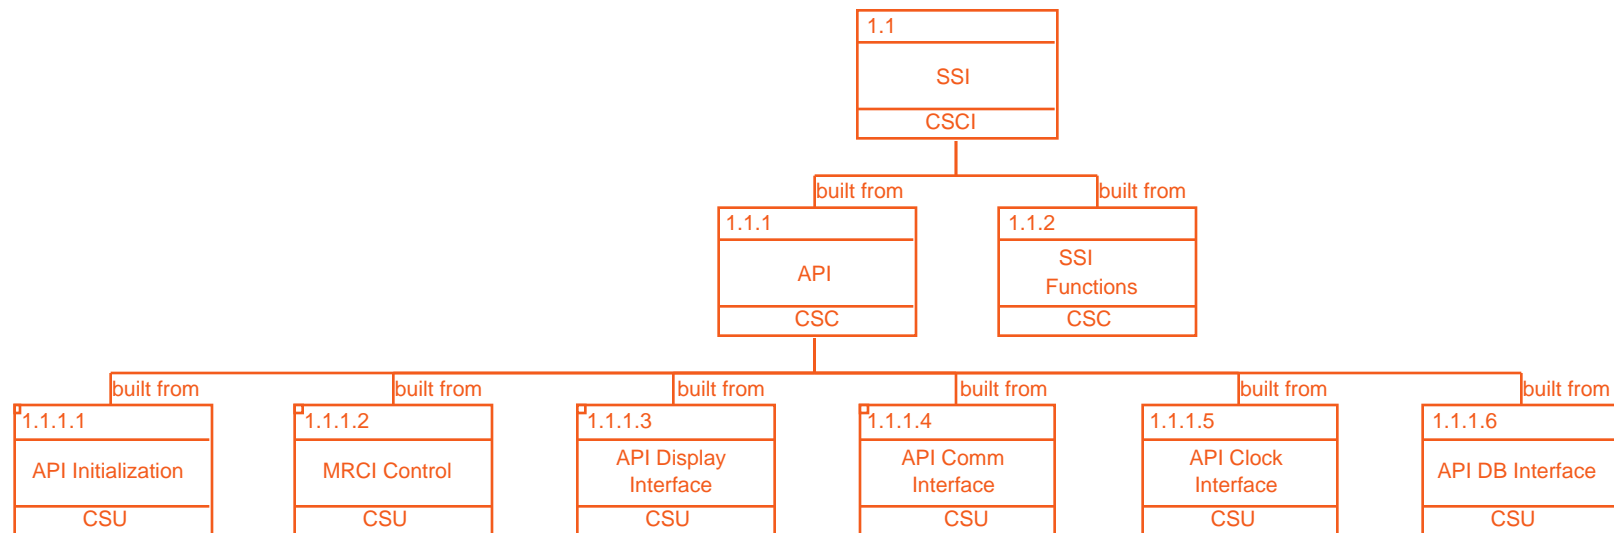 1.1
SSI
CSCI
built from
built from
1.1.1
API
CSC
1.1.2
SSI
Functions
CSC
built from
built from
built from
built from
built from
built from
1.1.1.1
API Initialization
CSU
1.1.1.2
MRCI Control
CSU
1.1.1.3
API Display
Interface
CSU
1.1.1.4
API Comm
Interface
CSU
1.1.1.5
API Clock
Interface
CSU
1.1.1.6
API DB Interface
CSU